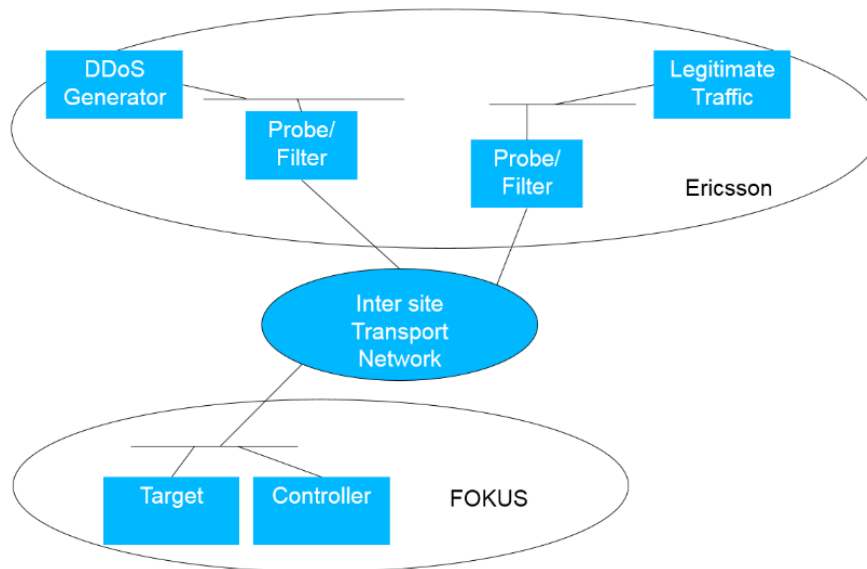 DDoS
Generator
Legitimate
Traffic
Probe/
Filter
Probe/
Filter
Ericsson
Inter site
Transport
Network
Target
Controller
FOKUS